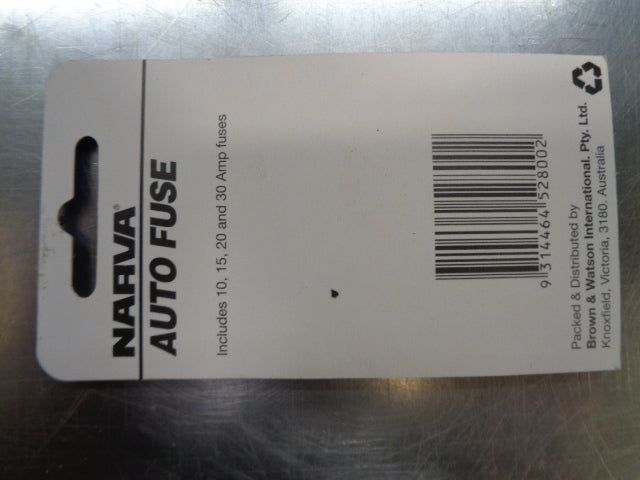 NARVA®
AUTO FUSE
Includes 10, 15, 20 and 30 Amp fuses
9 314464 528002
Packed & Distributed by
Brown & Watson International. Pty. Ltd.
Knoxfield, Victoria, 3180. Australia